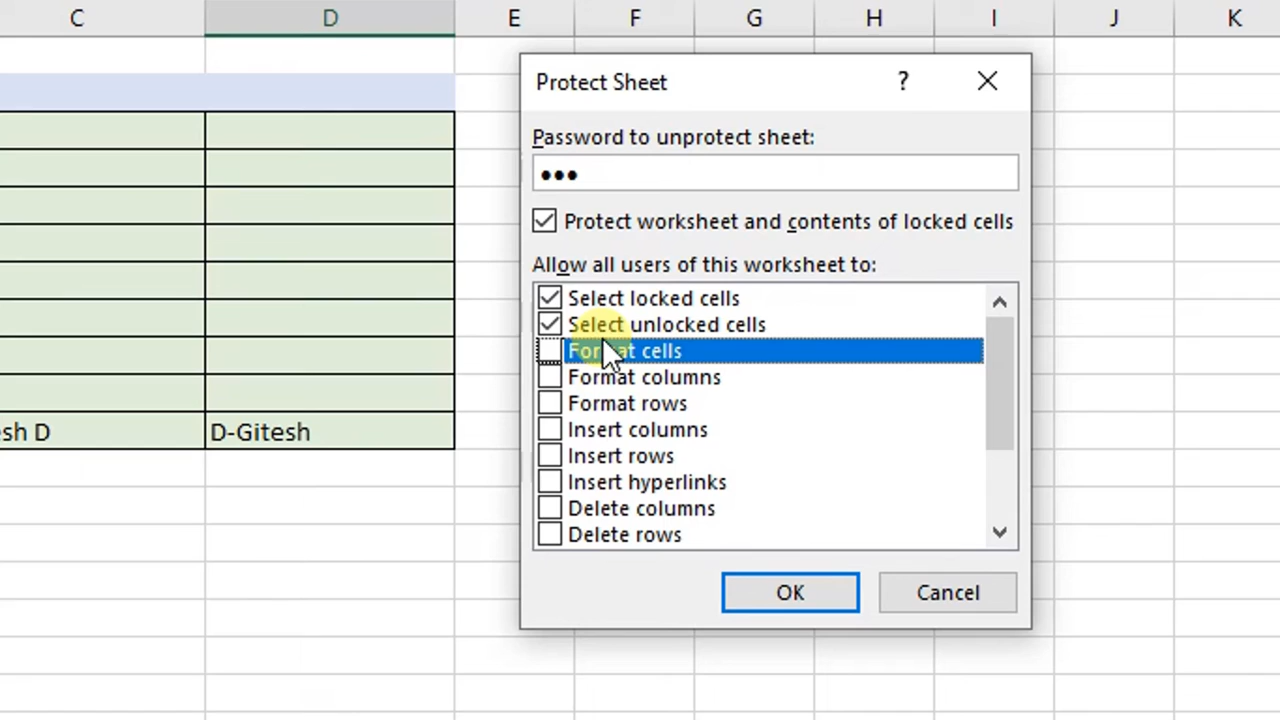 C D E F G H I J K
Protect Sheet ?
Password to unprotect sheet:
•••
Protect worksheet and contents of locked cells
Allow all users of this worksheet to:
Select locked cells
Select unlocked cells
Format cells
Format columns
Format rows
Insert columns
Insert rows
Insert hyperlinks
Delete columns
Delete rows
esh D D-Gitesh
OK Cancel